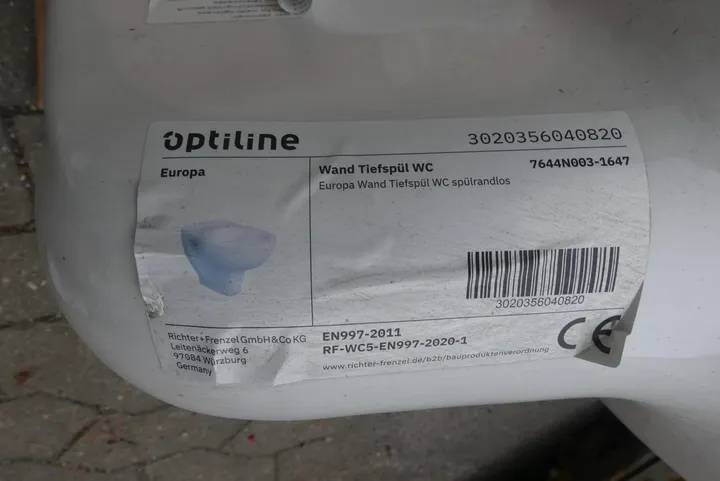 optiline
3020356040820
Europa
Wand Tiefspül WC
7644N003-1647
Europa Wand Tiefspül WC spülrandlos
3020356040820
Richter+Frenzel GmbH & Co KG
Leitenäckerweg 6
97084 Würzburg
Germany
EN997-2011
RF-WC5-EN997-2020-1
www.richter-frenzel.de/b2b/bauproduktenverordnung
CE